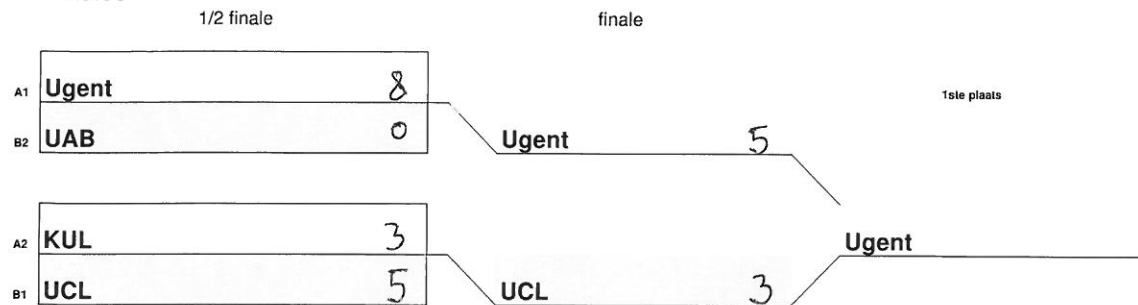 1/2 finale finale
A1 Ugent 8
1ste plaats
B2 UAB 0
Ugent 5
A2 KUL 3
Ugent
B1 UCL 5
UCL 3